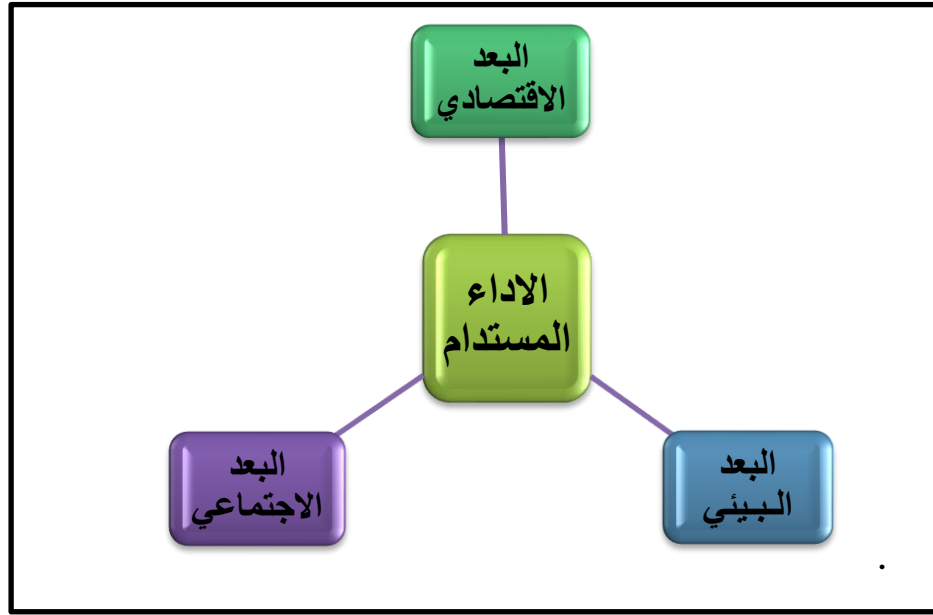 البعد
الاقتصادي
الاداء
المستدام
البعد
البيئي
البعد
الاجتماعي
.